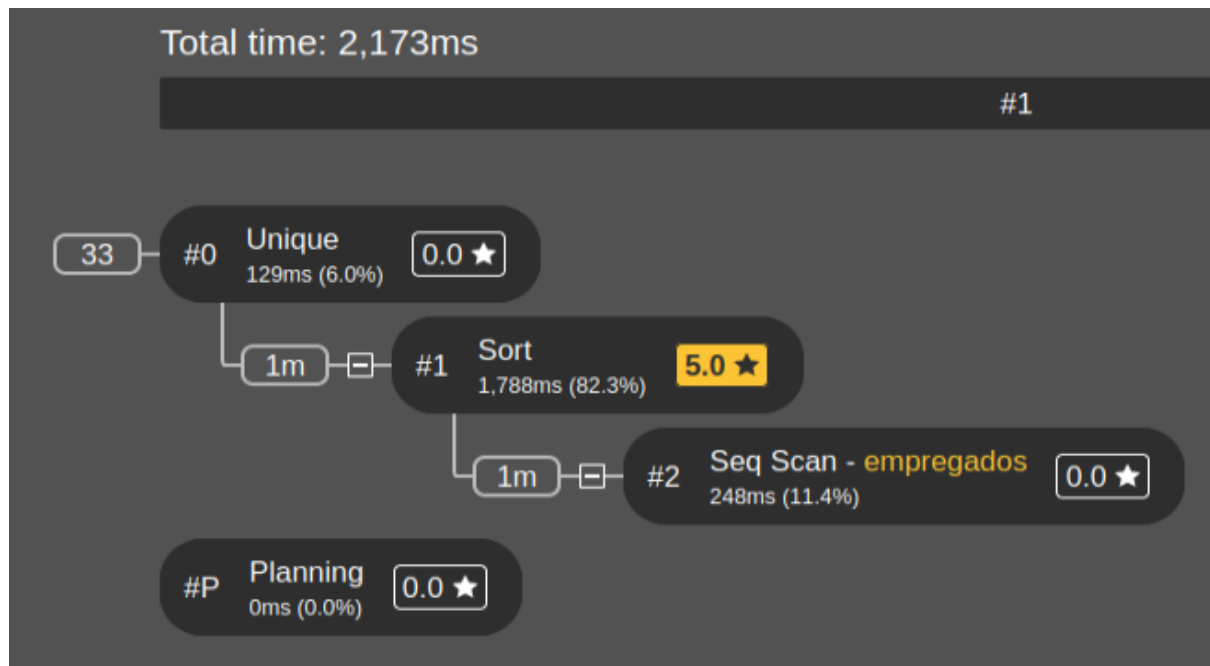 Total time: 2,173ms
#1
33
#0
Unique
129ms (6.0%)
0.0 ★
1m
#1
Sort
1,788ms (82.3%)
5.0 ★
1m
#2
Seq Scan - empregados
248ms (11.4%)
0.0 ★
#P
Planning
0ms (0.0%)
0.0 ★